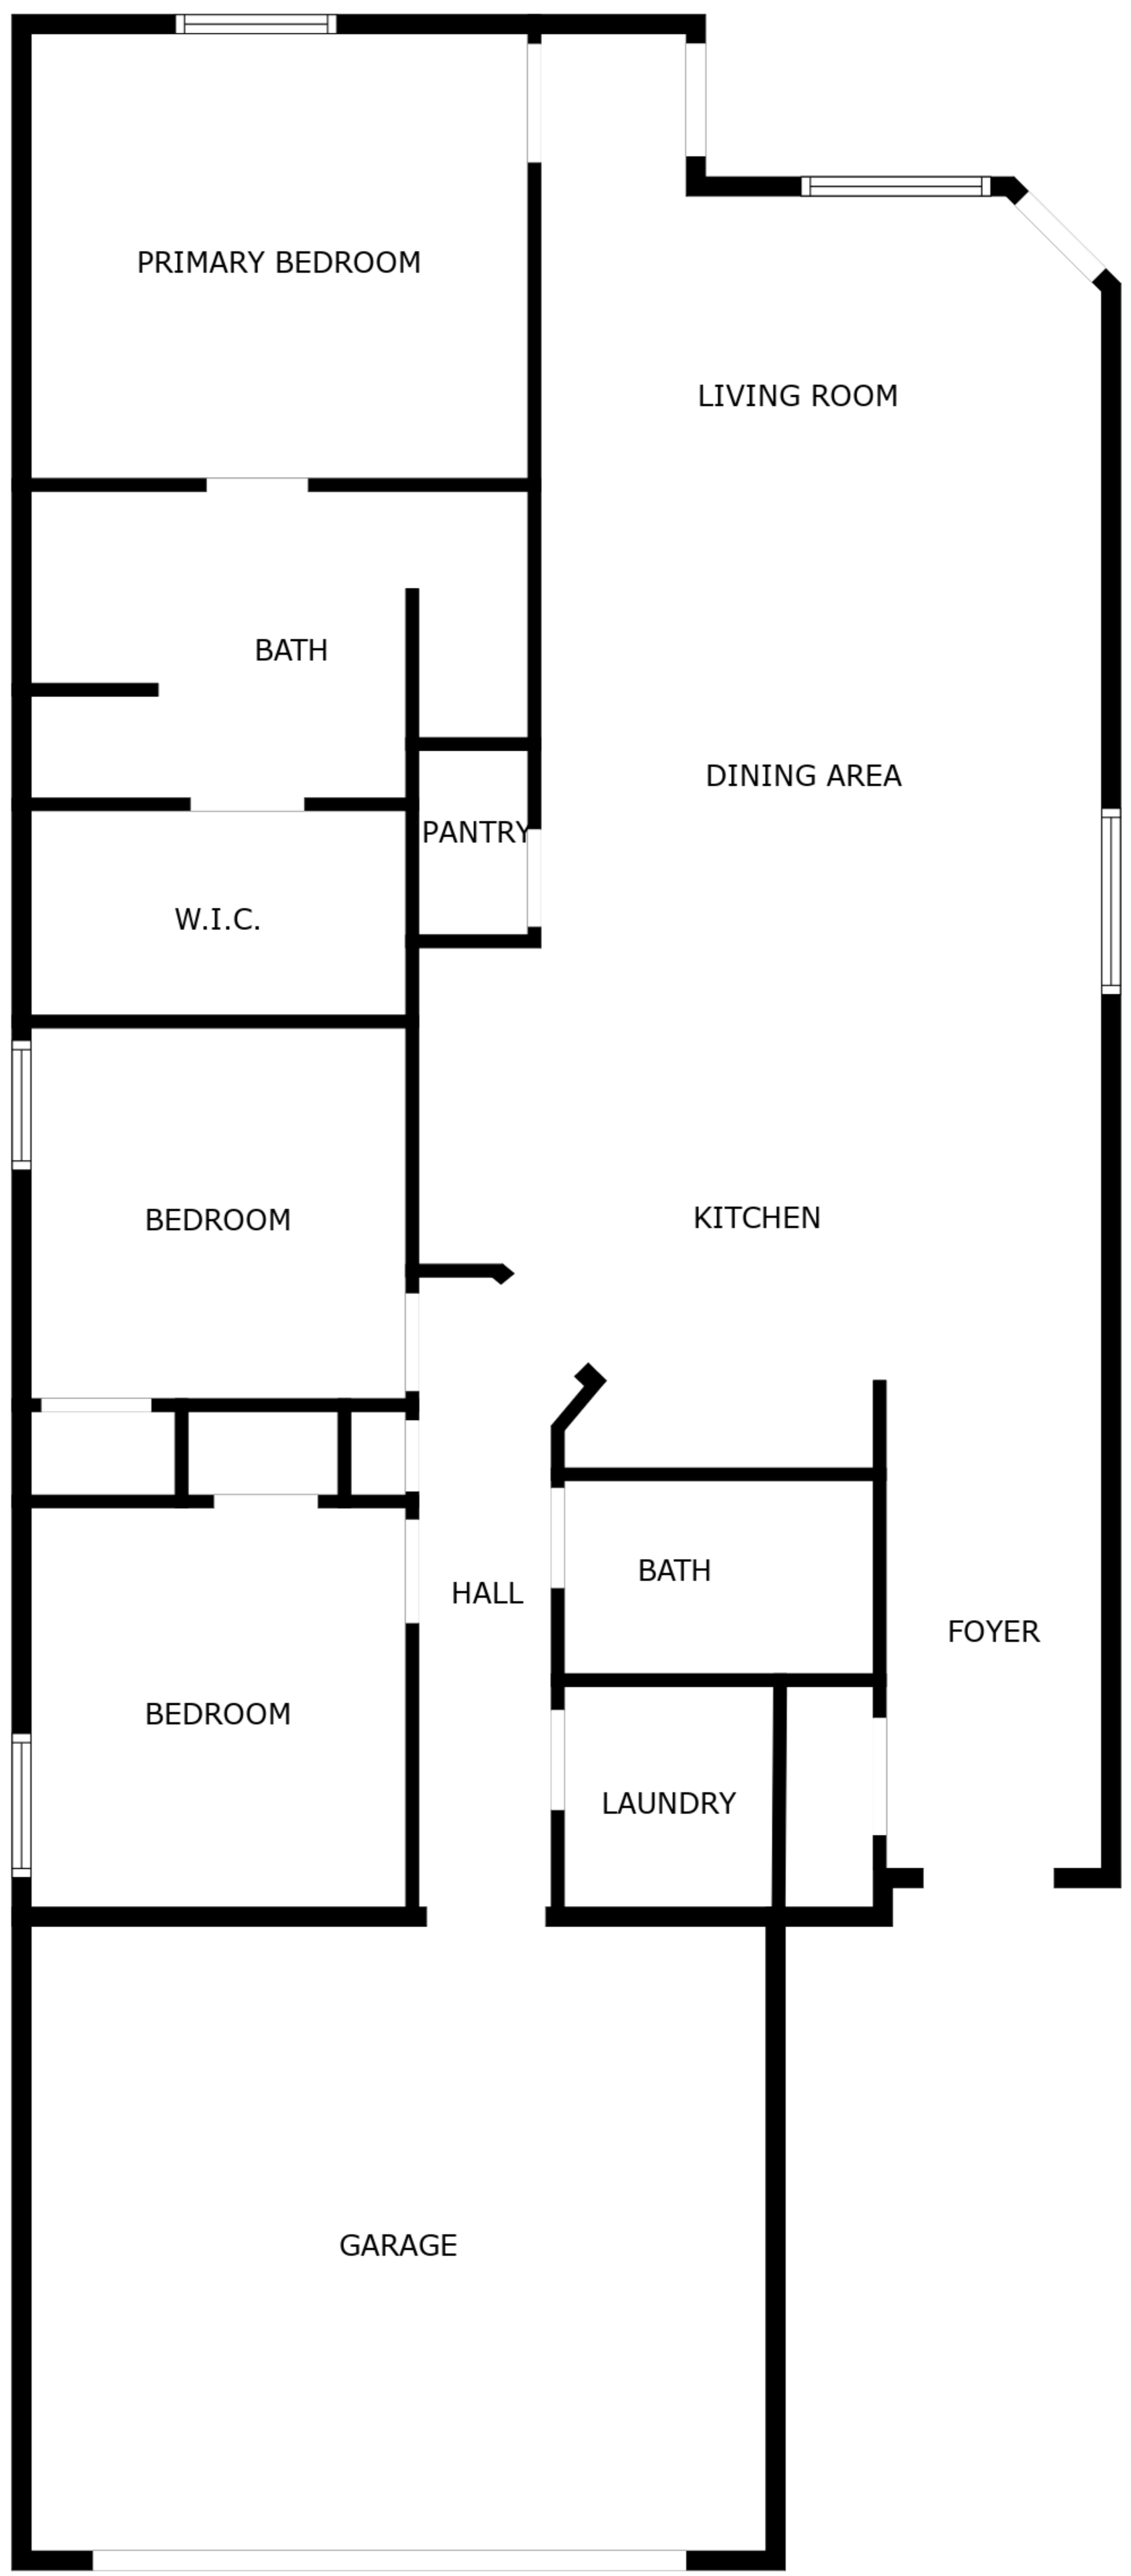 PRIMARY BEDROOM
LIVING ROOM
BATH
DINING AREA
PANTRY
W.I.C.
BEDROOM
KITCHEN
BATH
HALL
FOYER
BEDROOM
LAUNDRY
GARAGE